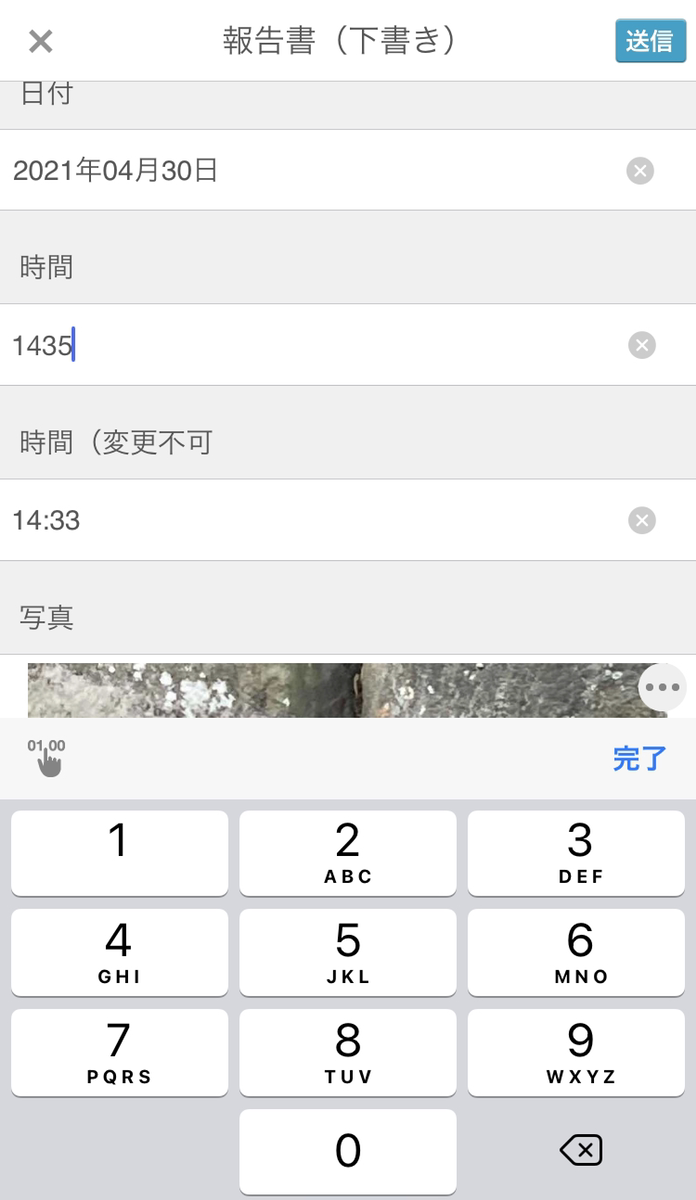 報告書（下書き）
送信
日付
2021年04月30日
時間
1435
時間（変更不可
14:33
写真
01.00
完了
1
2
ABC
3
DEF
4
GHI
5
JKL
6
MNO
7
PQRS
8
TUV
9
WXYZ
0